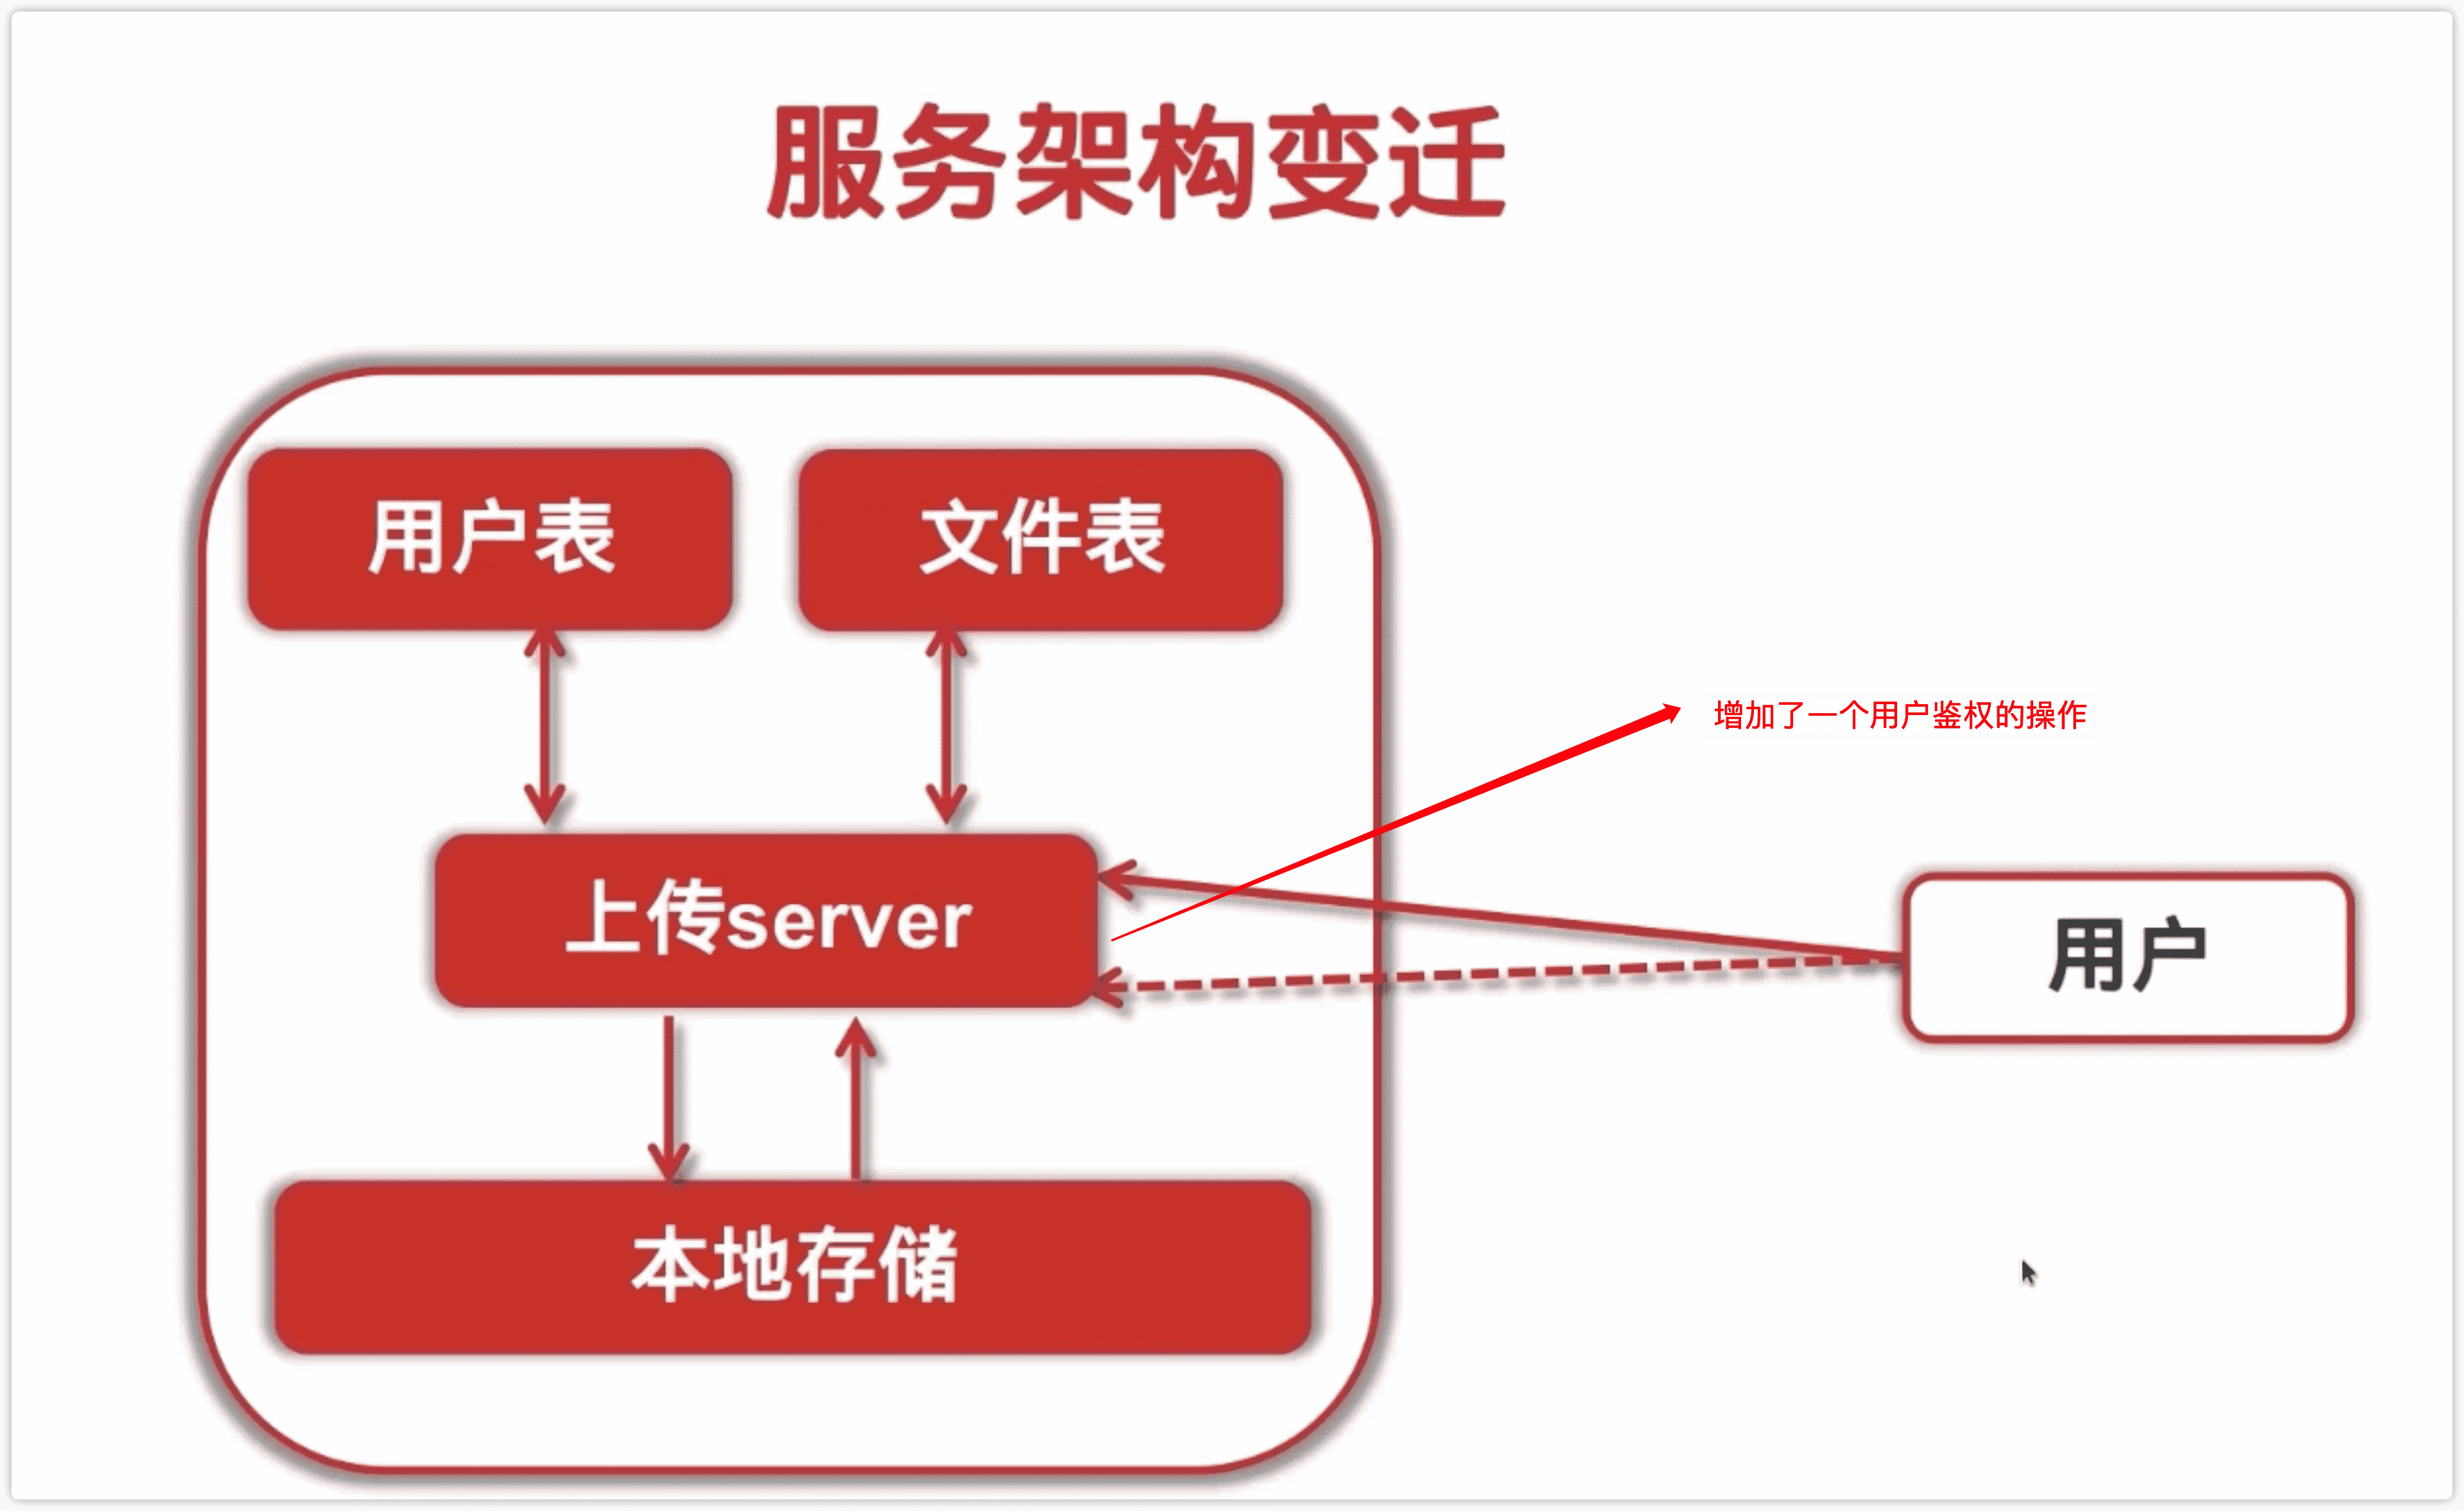 服务架构变迁
用户表
文件表
增加了一个用户鉴权的操作
上传server
用户
本地存储